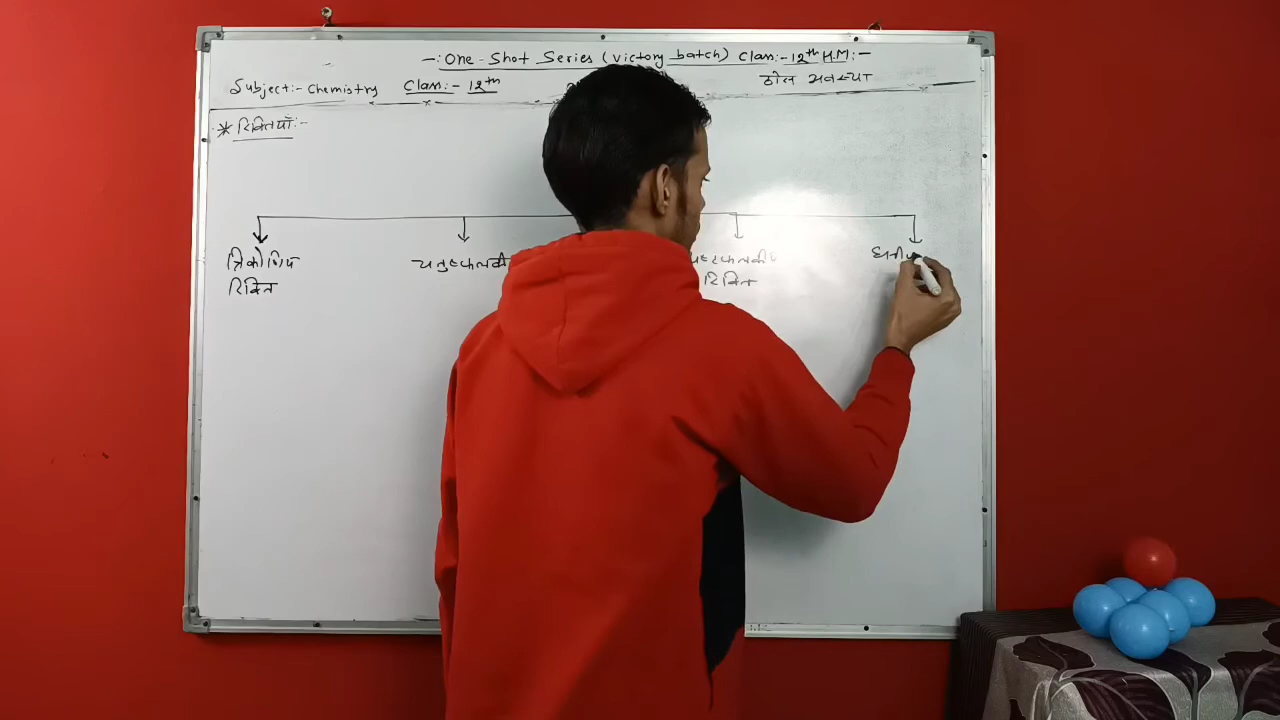 -: One-Shot Series (Victory batch) Class:- 12th H.M:-
Subject:- Chemistry Class:- 12th ठोस अवस्था
* रिक्तियाँ:-
त्रिकोणिय
रिक्ति
चतुष्फलकी
रिक्ति